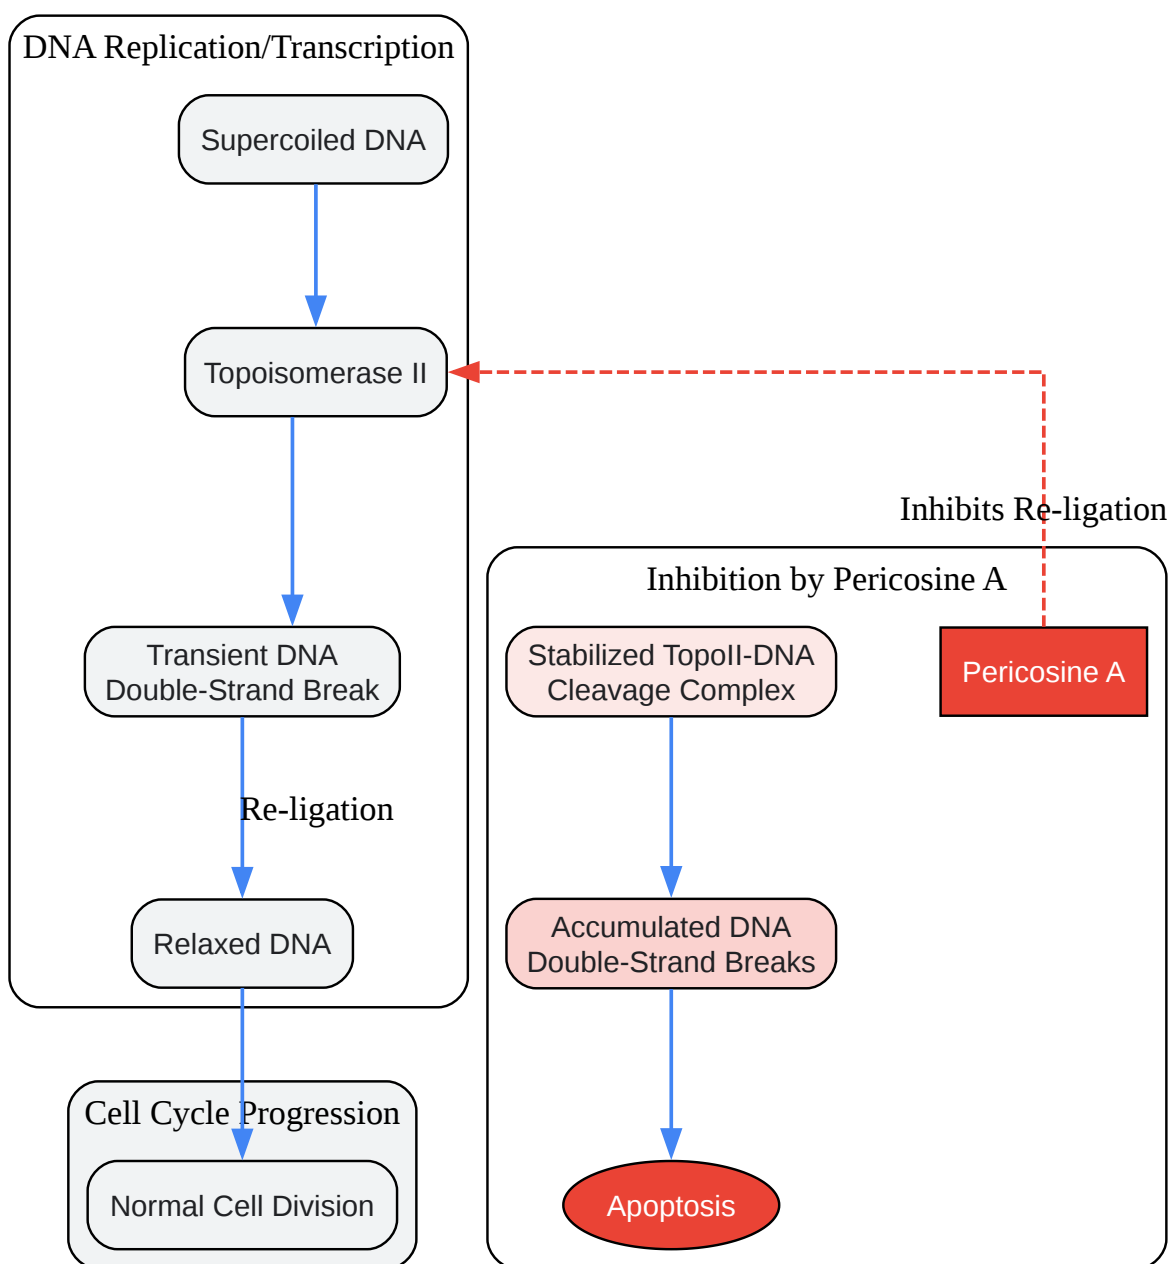 DNA Replication/Transcription
Supercoiled DNA
Topoisomerase II
Transient DNA
Double-Strand Break
Re-ligation
Relaxed DNA
Cell Cycle Progression
Normal Cell Division
Inhibits Re-ligation
Inhibition by Pericosine A
Stabilized TopoII-DNA
Cleavage Complex
Pericosine A
Accumulated DNA
Double-Strand Breaks
Apoptosis